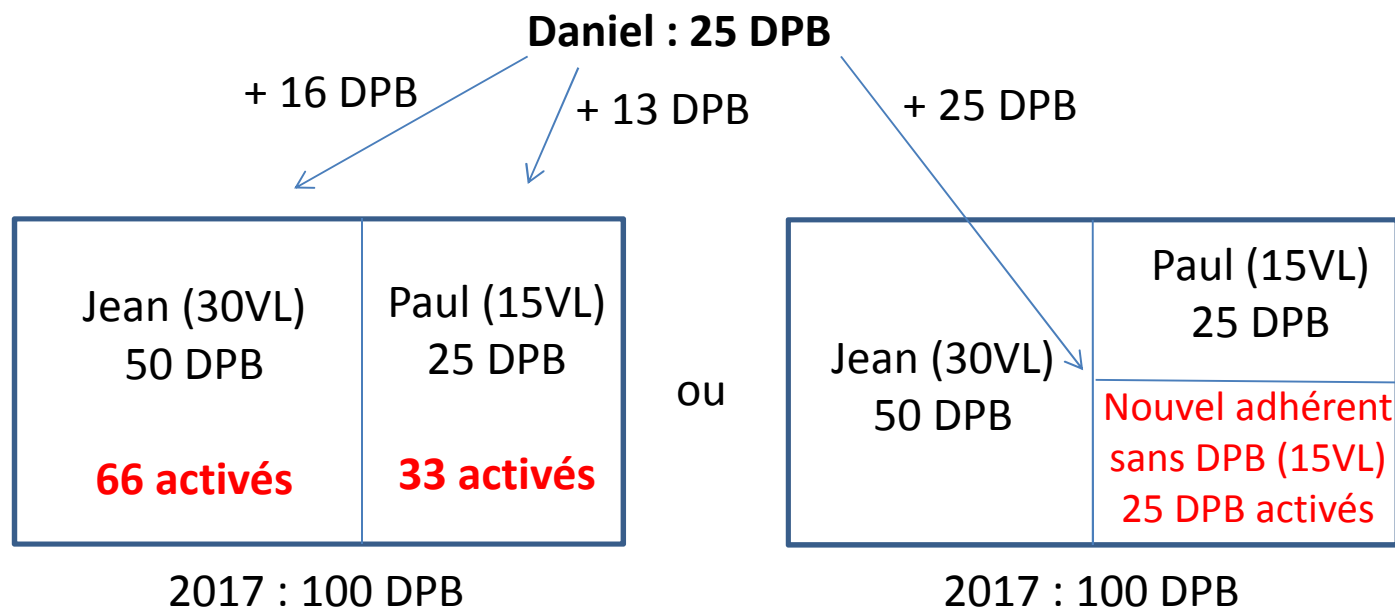 Daniel : 25 DPB
+ 16 DPB
+ 13 DPB
+ 25 DPB
Jean (30VL)
50 DPB
66 activés
Paul (15VL)
25 DPB
33 activés
ou
Jean (30VL)
50 DPB
Paul (15VL)
25 DPB
Nouvel adhérent
sans DPB (15VL)
25 DPB activés
2017 : 100 DPB
2017 : 100 DPB